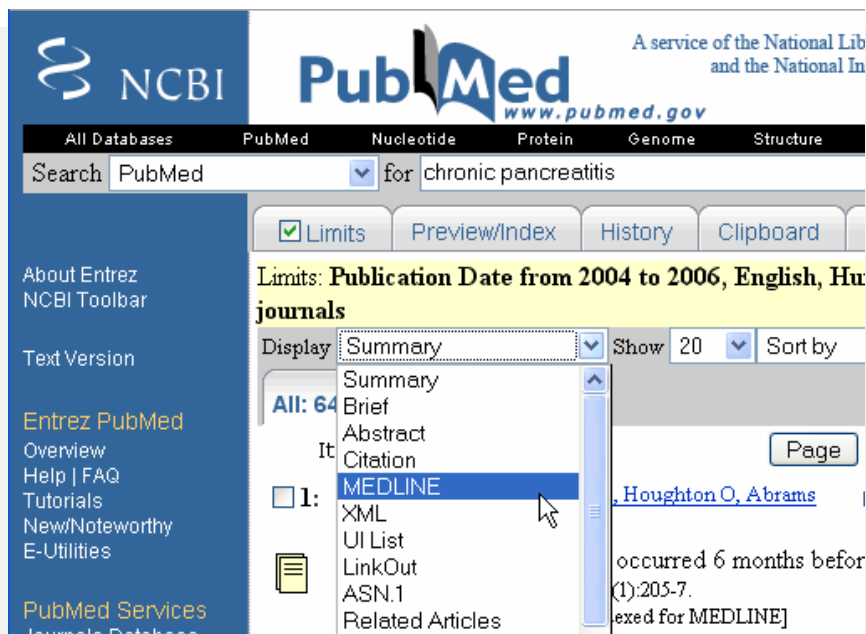 NCBI
PubMed
www.pubmed.gov
A service of the National Lib
and the National In
All Databases PubMed Nucleotide Protein Genome Structure
Search PubMed for chronic pancreatitis
Limits Preview/Index History Clipboard
About Entrez
NCBI Toolbar
Text Version
Entrez PubMed
Overview
Help | FAQ
Tutorials
New/Noteworthy
E-Utilities
PubMed Services
Limits: Publication Date from 2004 to 2006, English, Hu
journals
Display Summary Show 20 Sort by
All: 64
It
Page
Summary
Brief
Abstract
Citation
MEDLINE
XML
UI List
LinkOut
ASN.1
Related Articles
1:
, Houghton O, Abrams
occurred 6 months befor
(1):205-7.
exed for MEDLINE]